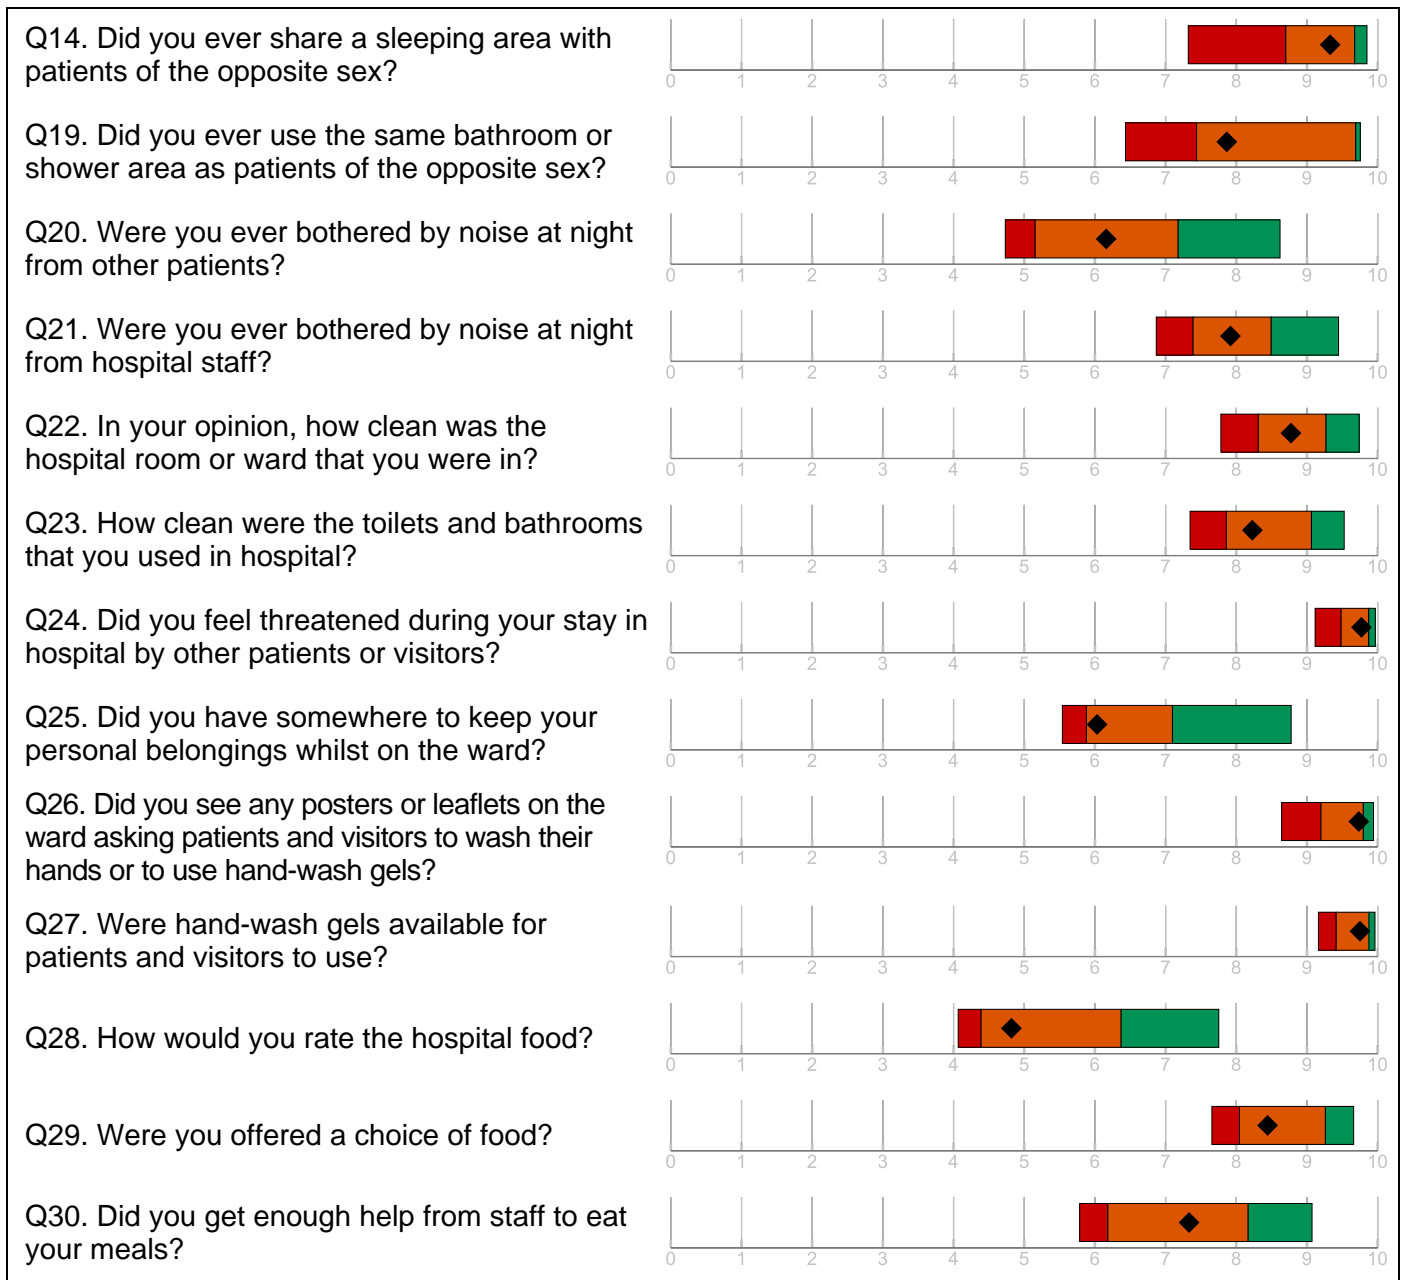 Q14. Did you ever share a sleeping area with
patients of the opposite sex?
0 1 2 3 4 5 6 7 8 9 10
Q19. Did you ever use the same bathroom or
shower area as patients of the opposite sex?
0 1 2 3 4 5 6 7 8 9 10
Q20. Were you ever bothered by noise at night
from other patients?
0 1 2 3 4 5 6 7 8 9 10
Q21. Were you ever bothered by noise at night
from hospital staff?
0 1 2 3 4 5 6 7 8 9 10
Q22. In your opinion, how clean was the
hospital room or ward that you were in?
0 1 2 3 4 5 6 7 8 9 10
Q23. How clean were the toilets and bathrooms
that you used in hospital?
0 1 2 3 4 5 6 7 8 9 10
Q24. Did you feel threatened during your stay in
hospital by other patients or visitors?
0 1 2 3 4 5 6 7 8 9 10
Q25. Did you have somewhere to keep your
personal belongings whilst on the ward?
0 1 2 3 4 5 6 7 8 9 10
Q26. Did you see any posters or leaflets on the
ward asking patients and visitors to wash their
hands or to use hand-wash gels?
0 1 2 3 4 5 6 7 8 9 10
Q27. Were hand-wash gels available for
patients and visitors to use?
0 1 2 3 4 5 6 7 8 9 10
Q28. How would you rate the hospital food?
0 1 2 3 4 5 6 7 8 9 10
Q29. Were you offered a choice of food?
0 1 2 3 4 5 6 7 8 9 10
Q30. Did you get enough help from staff to eat
your meals?
0 1 2 3 4 5 6 7 8 9 10